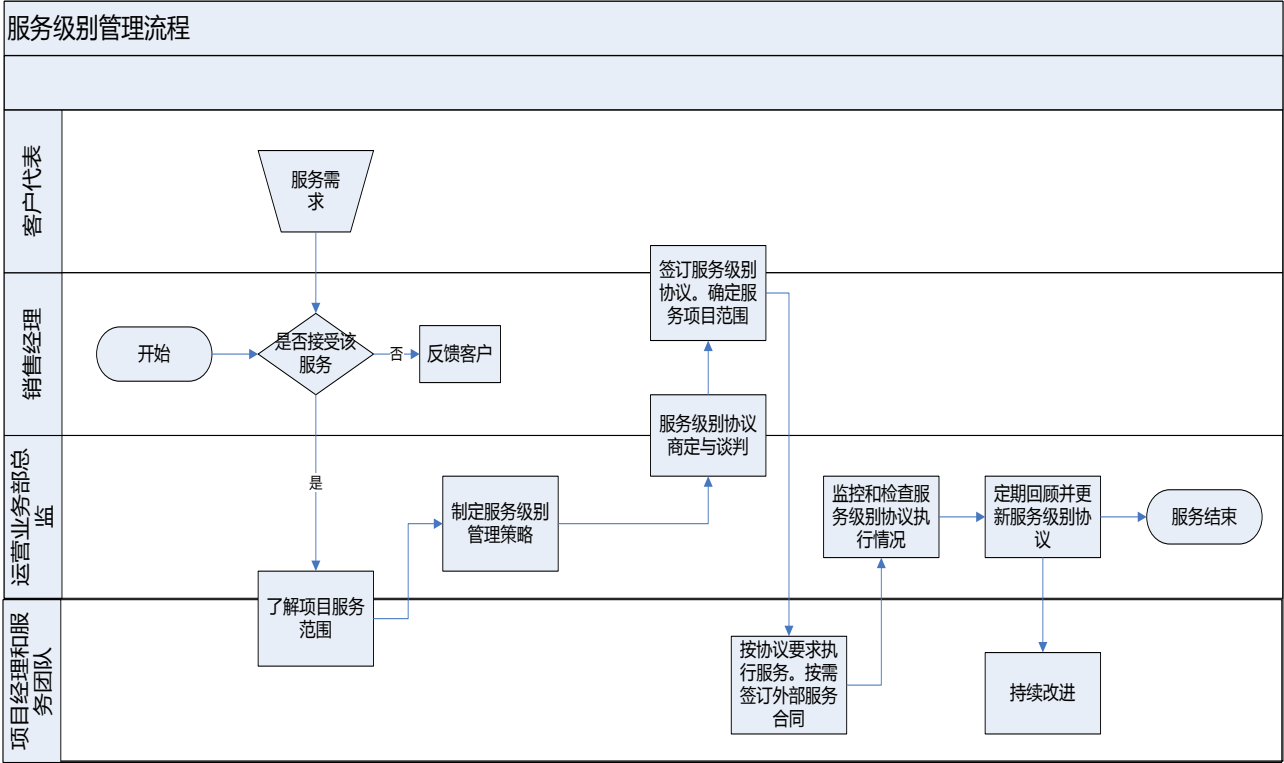 服务级别管理流程
客户代表
服务需
求
签订服务级别
协议。确定服
务项目范围
销售经理
开始
是否接受该
服务
否
反馈客户
服务级别协议
商定与谈判
运营业务部总
监
是
制定服务级别
管理策略
监控和检查服
务级别协议执
行情况
定期回顾并更
新服务级别协
议
服务结束
了解项目服务
范围
项目经理和服
务团队
按协议要求执
行服务。按需
签订外部服务
合同
持续改进